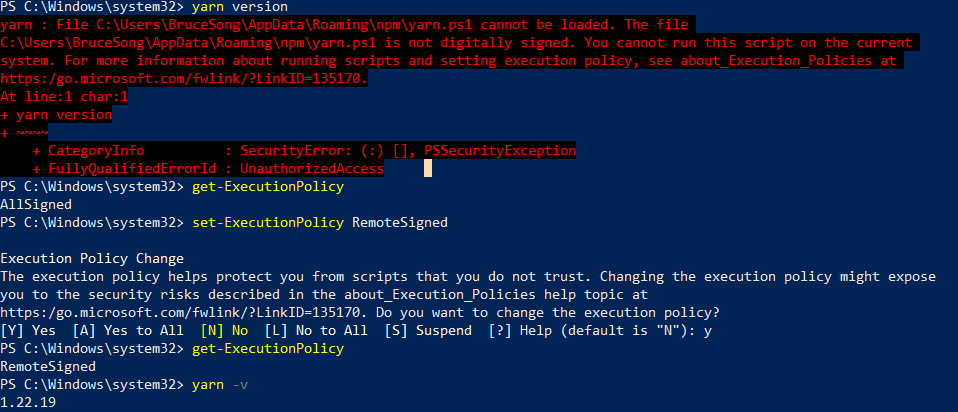 PS C:\Windows\system32> yarn version
yarn : File C:\Users\BruceSong\AppData\Roaming\npm\yarn.ps1 cannot be loaded. The file
C:\Users\BruceSong\AppData\Roaming\npm\yarn.ps1 is not digitally signed. You cannot run this script on the current
system. For more information about running scripts and setting execution policy, see about_Execution_Policies at
https:/go.microsoft.com/fwlink/?LinkID=135170.
At line:1 char:1
+ yarn version
+ ~~~~
    + CategoryInfo          : SecurityError: (:) [], PSSecurityException
    + FullyQualifiedErrorId : UnauthorizedAccess
PS C:\Windows\system32> get-ExecutionPolicy
AllSigned
PS C:\Windows\system32> set-ExecutionPolicy RemoteSigned

Execution Policy Change
The execution policy helps protect you from scripts that you do not trust. Changing the execution policy might expose
you to the security risks described in the about_Execution_Policies help topic at
https:/go.microsoft.com/fwlink/?LinkID=135170. Do you want to change the execution policy?
[Y] Yes  [A] Yes to All  [N] No  [L] No to All  [S] Suspend  [?] Help (default is "N"): y
PS C:\Windows\system32> get-ExecutionPolicy
RemoteSigned
PS C:\Windows\system32> yarn -v
1.22.19